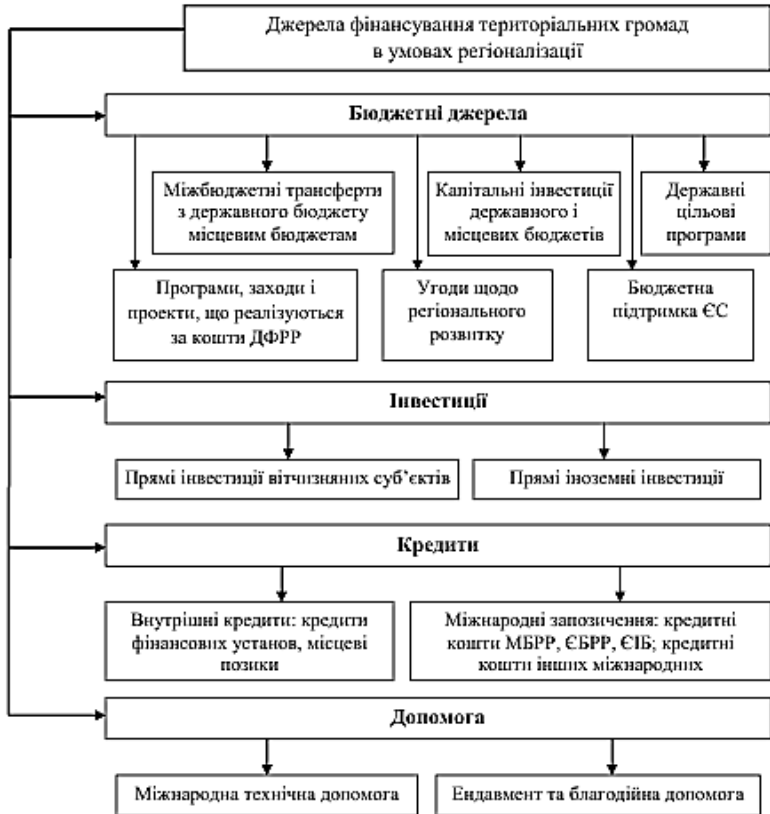 Джерела фінансування територіальних громад
в умовах регіоналізації
Бюджетні джерела
Міжбюджетні трансферти
з державного бюджету
місцевим бюджетам
Капітальні інвестиції
державного і
місцевих бюджетів
Державні
цільові
програми
Програми, заходи і
проекти, що реалізуються
за кошти ДФРР
Угоди щодо
регіонального
розвитку
Бюджетна
підтримка ЄС
Інвестиції
Прямі інвестиції вітчизняних суб’єктів
Прямі іноземні інвестиції
Кредити
Внутрішні кредити: кредити
фінансових установ, місцеві
позики
Міжнародні запозичення: кредитні
кошти МБРР, ЄБРР, ЄІБ; кредитні
кошти інших міжнародних
Допомога
Міжнародна технічна допомога
Ендавмент та благодійна допомога